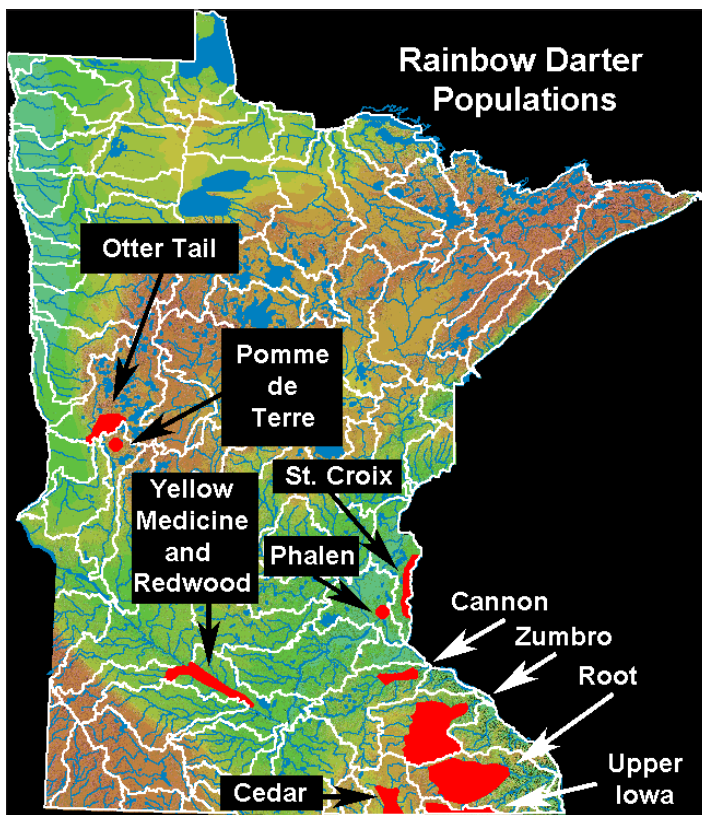 Rainbow Darter
Populations
Otter Tail
Pomme
de
Terre
St. Croix
Yellow
Medicine
and
Redwood
Phalen
Cannon
Zumbro
Root
Upper
Iowa
Cedar